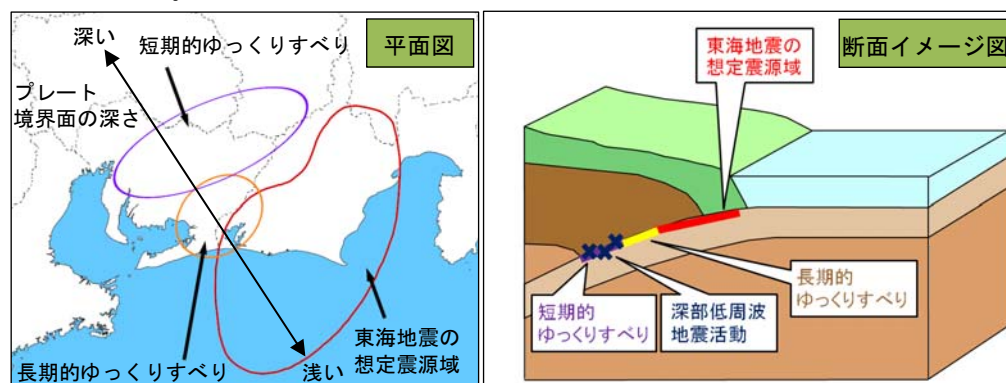 深い
短期的ゆっくりすべり
平面図
プレート
境界面の深さ
長期的ゆっくりすべり
浅い
東海地震の
想定震源域
断面イメージ図
東海地震の
想定震源域
長期的
ゆっくりすべり
短期的
ゆっくりすべり
深部低周波
地震活動